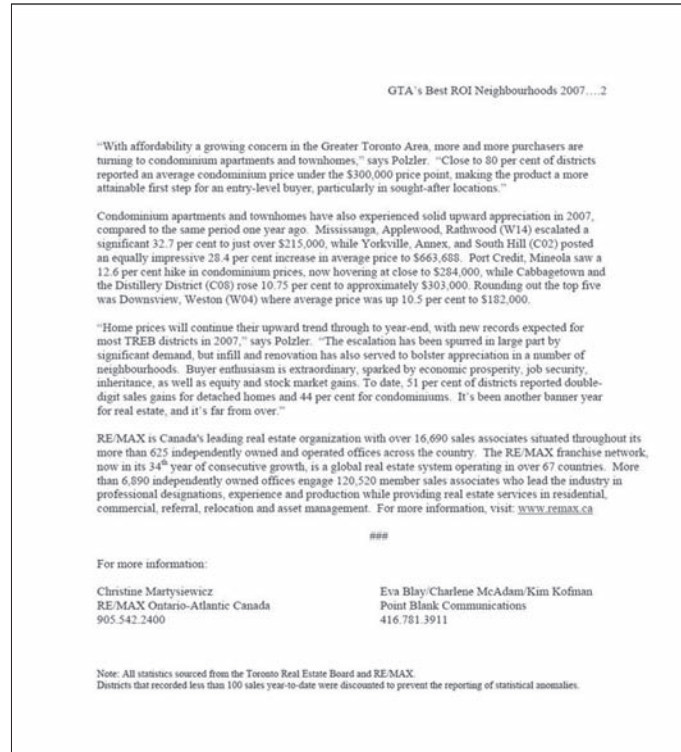 GTA's Best ROI Neighbourhoods 2007….2
“With affordability a growing concern in the Greater Toronto Area, more and more purchasers are
turning to condominium apartments and townhomes,” says Polzler.  “Close to 80 per cent of districts
reported an average condominium price under the $300,000 price point, making the product a more
attainable first step for an entry-level buyer, particularly in sought-after locations.”
Condominium apartments and townhomes have also experienced solid upward appreciation in 2007,
compared to the same period one year ago.  Mississauga, Applewood, Rathwood (W14) escalated a
significant 32.7 per cent to just over $215,000, while Yorkville, Annex, and South Hill (C02) posted
an equally impressive 28.4 per cent increase in average price to $663,688.  Port Credit, Mineola saw a
12.6 per cent hike in condominium prices, now hovering at close to $284,000, while Cabbagetown and
the Distillery District (C08) rose 10.75 per cent to approximately $303,000. Rounding out the top five
was Downsview, Weston (W04) where average price was up 10.5 per cent to $182,000.
“Home prices will continue their upward trend through to year-end, with new records expected for
most TREB districts in 2007,” says Polzler.  “The escalation has been spurred in large part by
significant demand, but infill and renovation has also served to bolster appreciation in a number of
neighbourhoods.  Buyer enthusiasm is extraordinary, sparked by economic prosperity, job security,
inheritance, as well as equity and stock market gains. To date, 51 per cent of districts reported double-
digit sales gains for detached homes and 44 per cent for condominiums.  It's been another banner year
for real estate, and it's far from over.”
RE/MAX is Canada's leading real estate organization with over 16,690 sales associates situated throughout its
more than 625 independently owned and operated offices across the country.  The RE/MAX franchise network,
now in its 34th year of consecutive growth, is a global real estate system operating in over 67 countries.  More
than 6,890 independently owned offices engage 120,520 member sales associates who lead the industry in
professional designations, experience and production while providing real estate services in residential,
commercial, referral, relocation and asset management.  For more information, visit: www.remax.ca
###
For more information:
Christine Martysiewicz
RE/MAX Ontario-Atlantic Canada
905.542.2400
Eva Blay/Charlene McAdam/Kim Kofman
Point Blank Communications
416.781.3911
Note: All statistics sourced from the Toronto Real Estate Board and RE/MAX.
Districts that recorded less than 100 sales year-to-date were discounted to prevent the reporting of statistical anomalies.